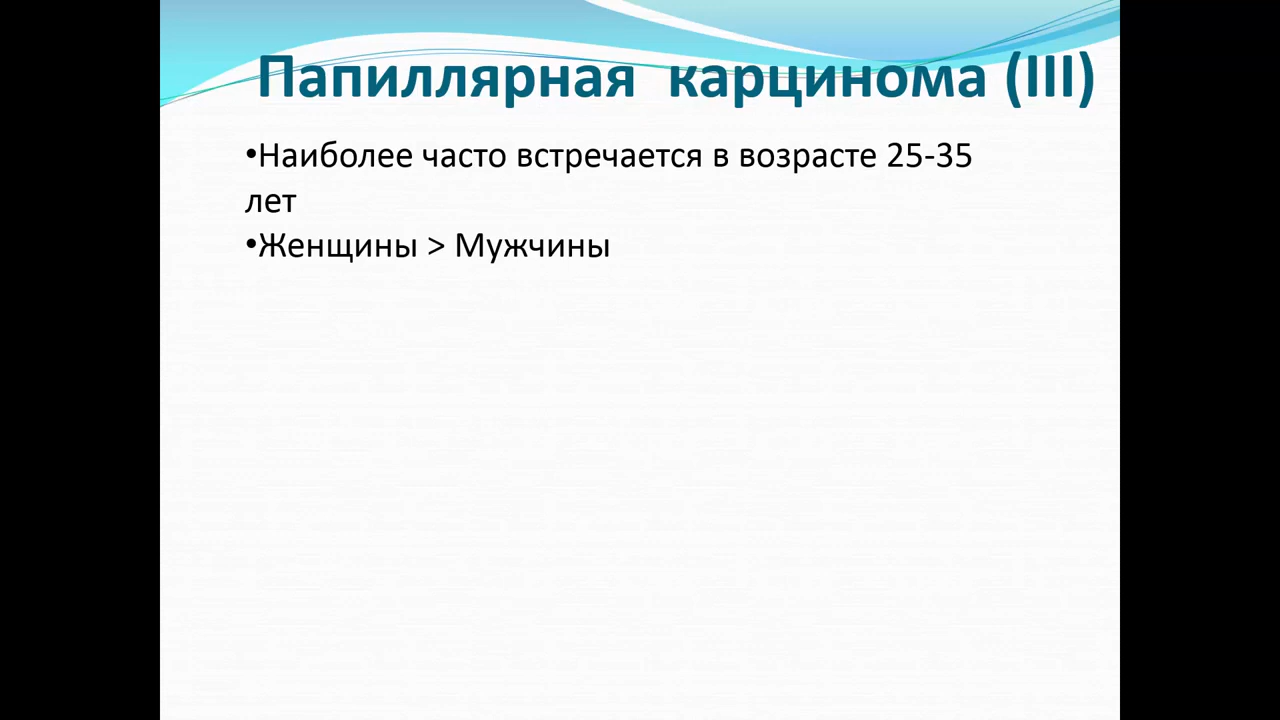 Папиллярная карцинома (III)
•Наиболее часто встречается в возрасте 25-35
лет
•Женщины > Мужчины